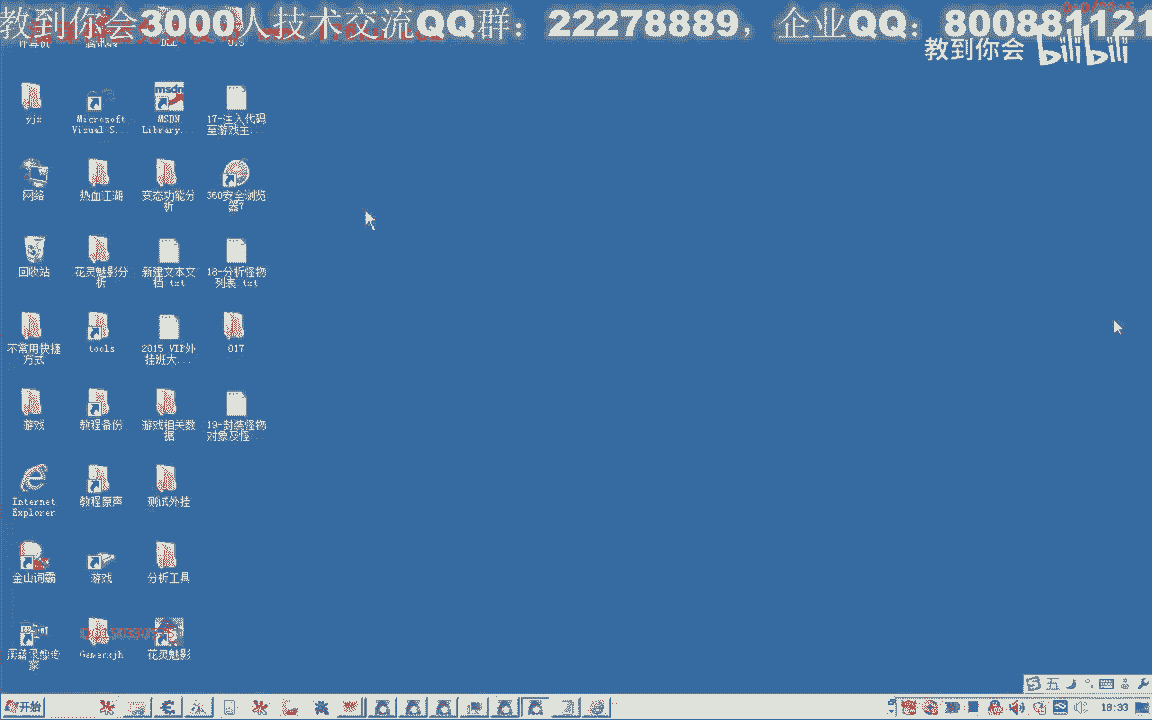 教到你会3000人技术交流QQ群：22278889，企业QQ：800881121
教到你会 bilibili
计算机
yjx
Microsoft Visual S...
MSDN Library...
17-注入代码至游戏主...
网络
热血江湖
变态功能分析
360安全浏览器7
回收站
花灵魅影分析
新建文本文档.txt
18-分析怪物列表.txt
不常用快捷方式
tools
2015 VIP外挂班大...
017
游戏
教程备份
游戏相关数据
19-封装怪物对象及怪...
Internet Explorer
教程原声
测试外挂
金山词霸
游戏
分析工具
屏幕录像专家
Gamerxjh
花灵魅影
五
开始
18:33